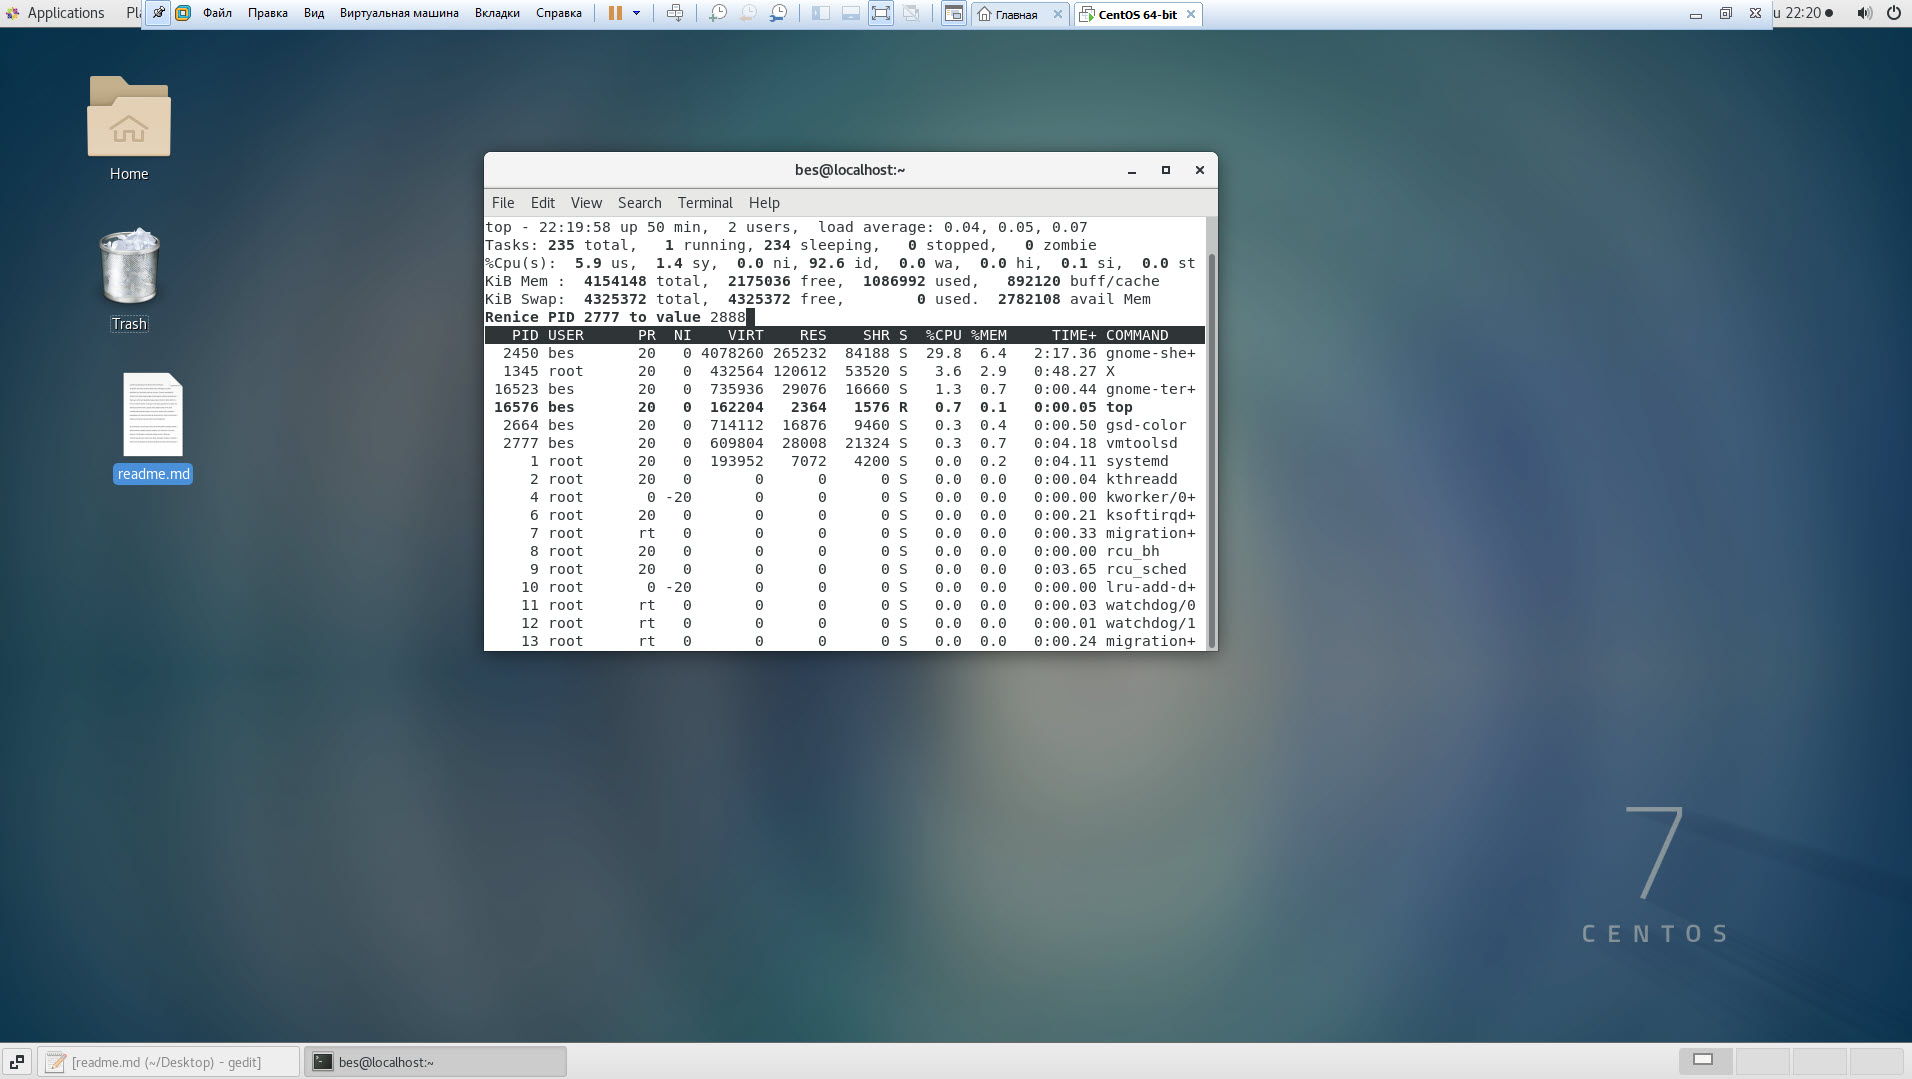 Applications Pl Файл Правка Вид Виртуальная машина Вкладки Справка Главная CentOS 64-bit u 22:20
Home
Trash
readme.md
bes@localhost:~
File Edit View Search Terminal Help
top - 22:19:58 up 50 min,  2 users,  load average: 0.04, 0.05, 0.07
Tasks: 235 total,   1 running, 234 sleeping,   0 stopped,   0 zombie
%Cpu(s):  5.9 us,  1.4 sy,  0.0 ni, 92.6 id,  0.0 wa,  0.0 hi,  0.1 si,  0.0 st
KiB Mem :  4154148 total,  2175036 free,  1086992 used,   892120 buff/cache
KiB Swap:  4325372 total,  4325372 free,        0 used.  2782108 avail Mem
Renice PID 2777 to value 2888
PID USER      PR  NI    VIRT    RES    SHR S  %CPU %MEM     TIME+ COMMAND
2450 bes       20   0 4078260 265232  84188 S  29.8  6.4   2:17.36 gnome-she+
1345 root      20   0  432564 120612  53520 S   3.6  2.9   0:48.27 X
16523 bes       20   0  735936  29076  16660 S   1.3  0.7   0:00.44 gnome-ter+
16576 bes       20   0  162204   2364   1576 R   0.7  0.1   0:00.05 top
2664 bes       20   0  714112  16876   9460 S   0.3  0.4   0:00.50 gsd-color
2777 bes       20   0  609804  28008  21324 S   0.3  0.7   0:04.18 vmtoolsd
1 root      20   0  193952   7072   4200 S   0.0  0.2   0:04.11 systemd
2 root      20   0       0      0      0 S   0.0  0.0   0:00.04 kthreadd
4 root       0 -20       0      0      0 S   0.0  0.0   0:00.00 kworker/0+
6 root      20   0       0      0      0 S   0.0  0.0   0:00.21 ksoftirqd+
7 root      rt   0       0      0      0 S   0.0  0.0   0:00.33 migration+
8 root      20   0       0      0      0 S   0.0  0.0   0:00.00 rcu_bh
9 root      20   0       0      0      0 S   0.0  0.0   0:03.65 rcu_sched
10 root       0 -20       0      0      0 S   0.0  0.0   0:00.00 lru-add-d+
11 root      rt   0       0      0      0 S   0.0  0.0   0:00.03 watchdog/0
12 root      rt   0       0      0      0 S   0.0  0.0   0:00.01 watchdog/1
13 root      rt   0       0      0      0 S   0.0  0.0   0:00.24 migration+
7
CENTOS
[readme.md (~/Desktop) - gedit] bes@localhost:~